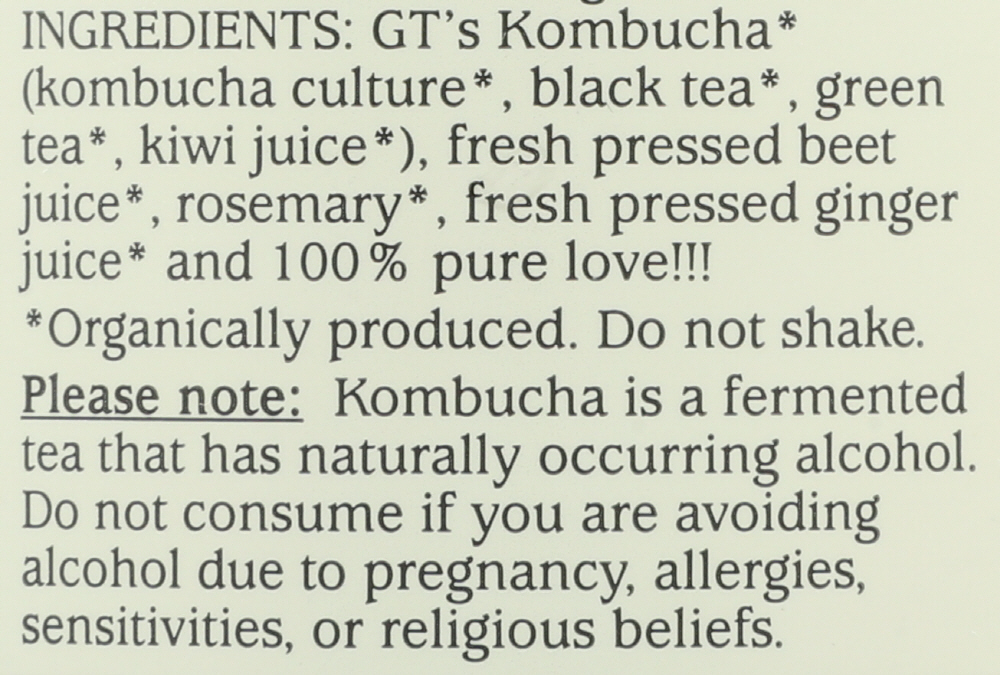 INGREDIENTS: GT's Kombucha*
(kombucha culture*, black tea*, green
tea*, kiwi juice*), fresh pressed beet
juice*, rosemary*, fresh pressed ginger
juice* and 100% pure love!!!
*Organically produced. Do not shake.
Please note: Kombucha is a fermented
tea that has naturally occurring alcohol.
Do not consume if you are avoiding
alcohol due to pregnancy, allergies,
sensitivities, or religious beliefs.